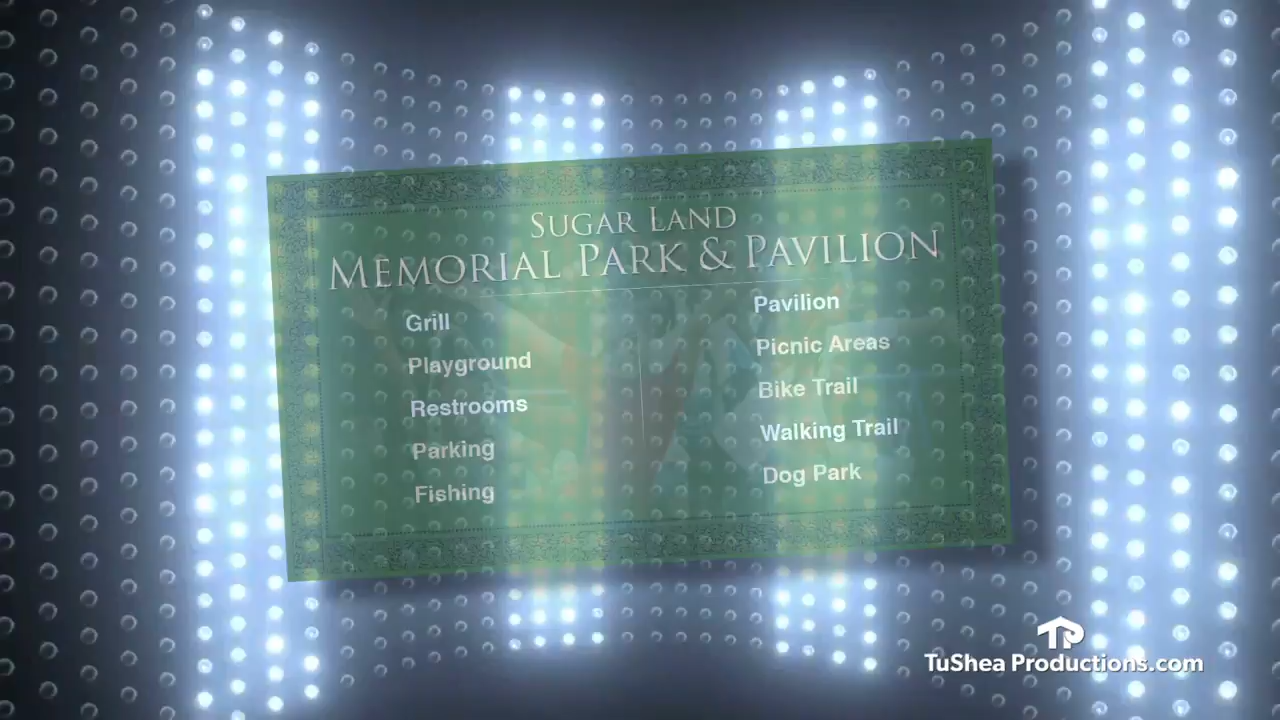 SUGAR LAND
MEMORIAL PARK & PAVILION
Grill
Playground
Restrooms
Parking
Fishing
Pavilion
Picnic Areas
Bike Trail
Walking Trail
Dog Park
TP
TuShea Productions.com